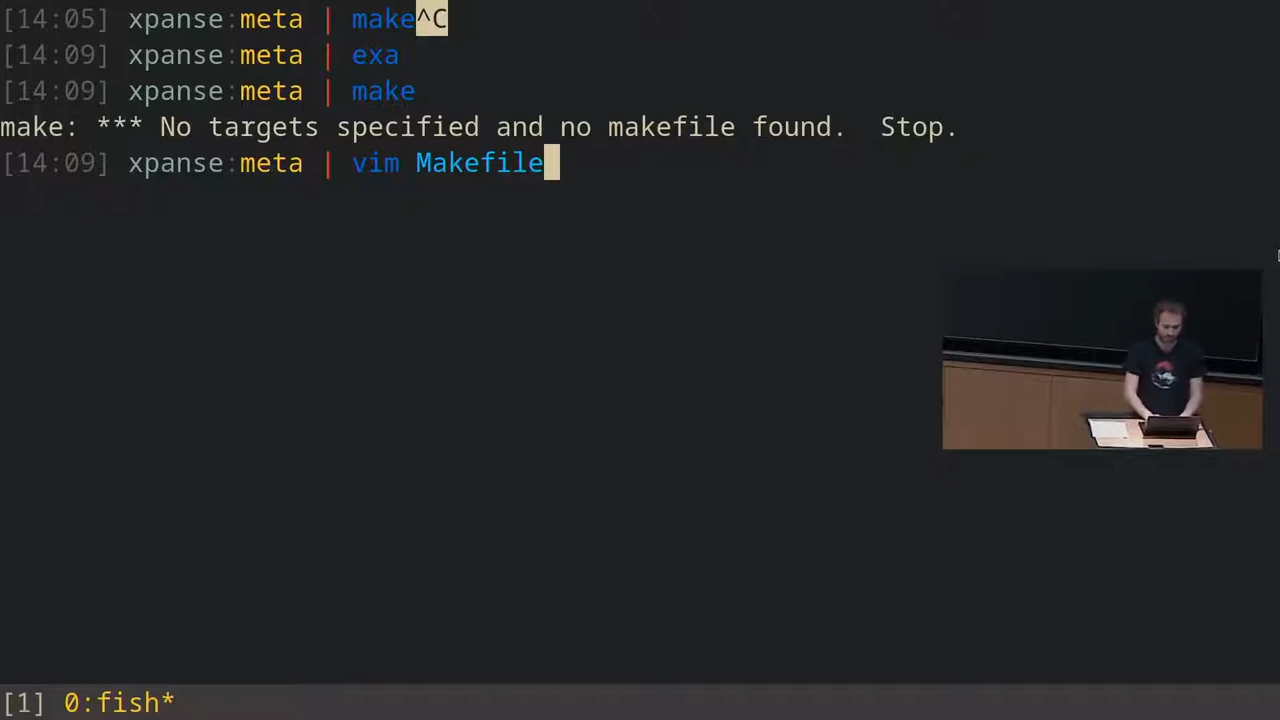 [14:05] xpanse:meta | make^C
[14:09] xpanse:meta | exa
[14:09] xpanse:meta | make
make: *** No targets specified and no makefile found.  Stop.
[14:09] xpanse:meta | vim Makefile
[1] 0:fish*